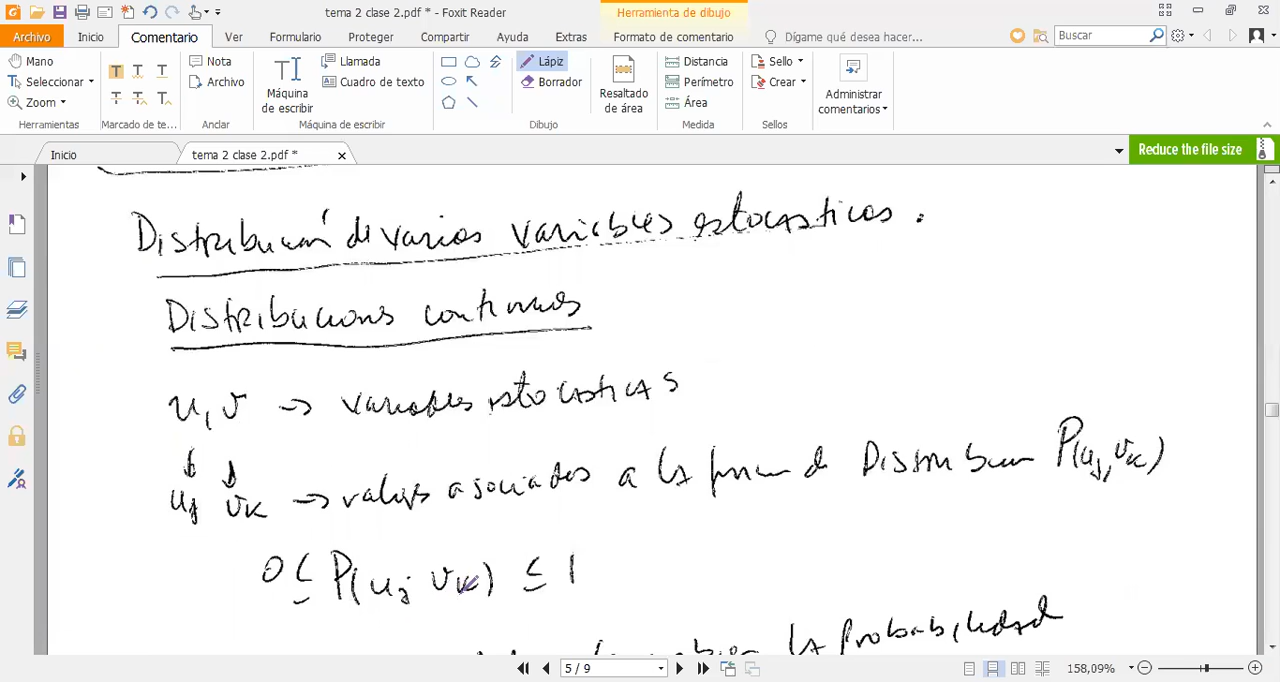 tema 2 clase 2.pdf * - Foxit Reader
Herramienta de dibujo
Archivo Inicio Comentario Ver Formulario Proteger Compartir Ayuda Extras Formato de comentario Dígame qué desea hacer... Buscar
Mano
Seleccionar
Zoom
Herramientas
Marcado de te...
Nota
Archivo
Anclar
Máquina de escribir
Llamada
Cuadro de texto
Máquina de escribir
Lápiz
Borrador
Dibujo
Resaltado de área
Distancia
Perímetro
Área
Medida
Sello
Crear
Sellos
Administrar comentarios
Inicio
tema 2 clase 2.pdf *
Reduce the file size
Distribución de varias variables estocasticas.
Distribuciones continuas
u, v → variables estocasticas
↓ ↓
uj vk → valores asociados a la de P(uj, vk)
0 ≤ P(uj vk) ≤ 1
la probabilidad
5 / 9
158,09%